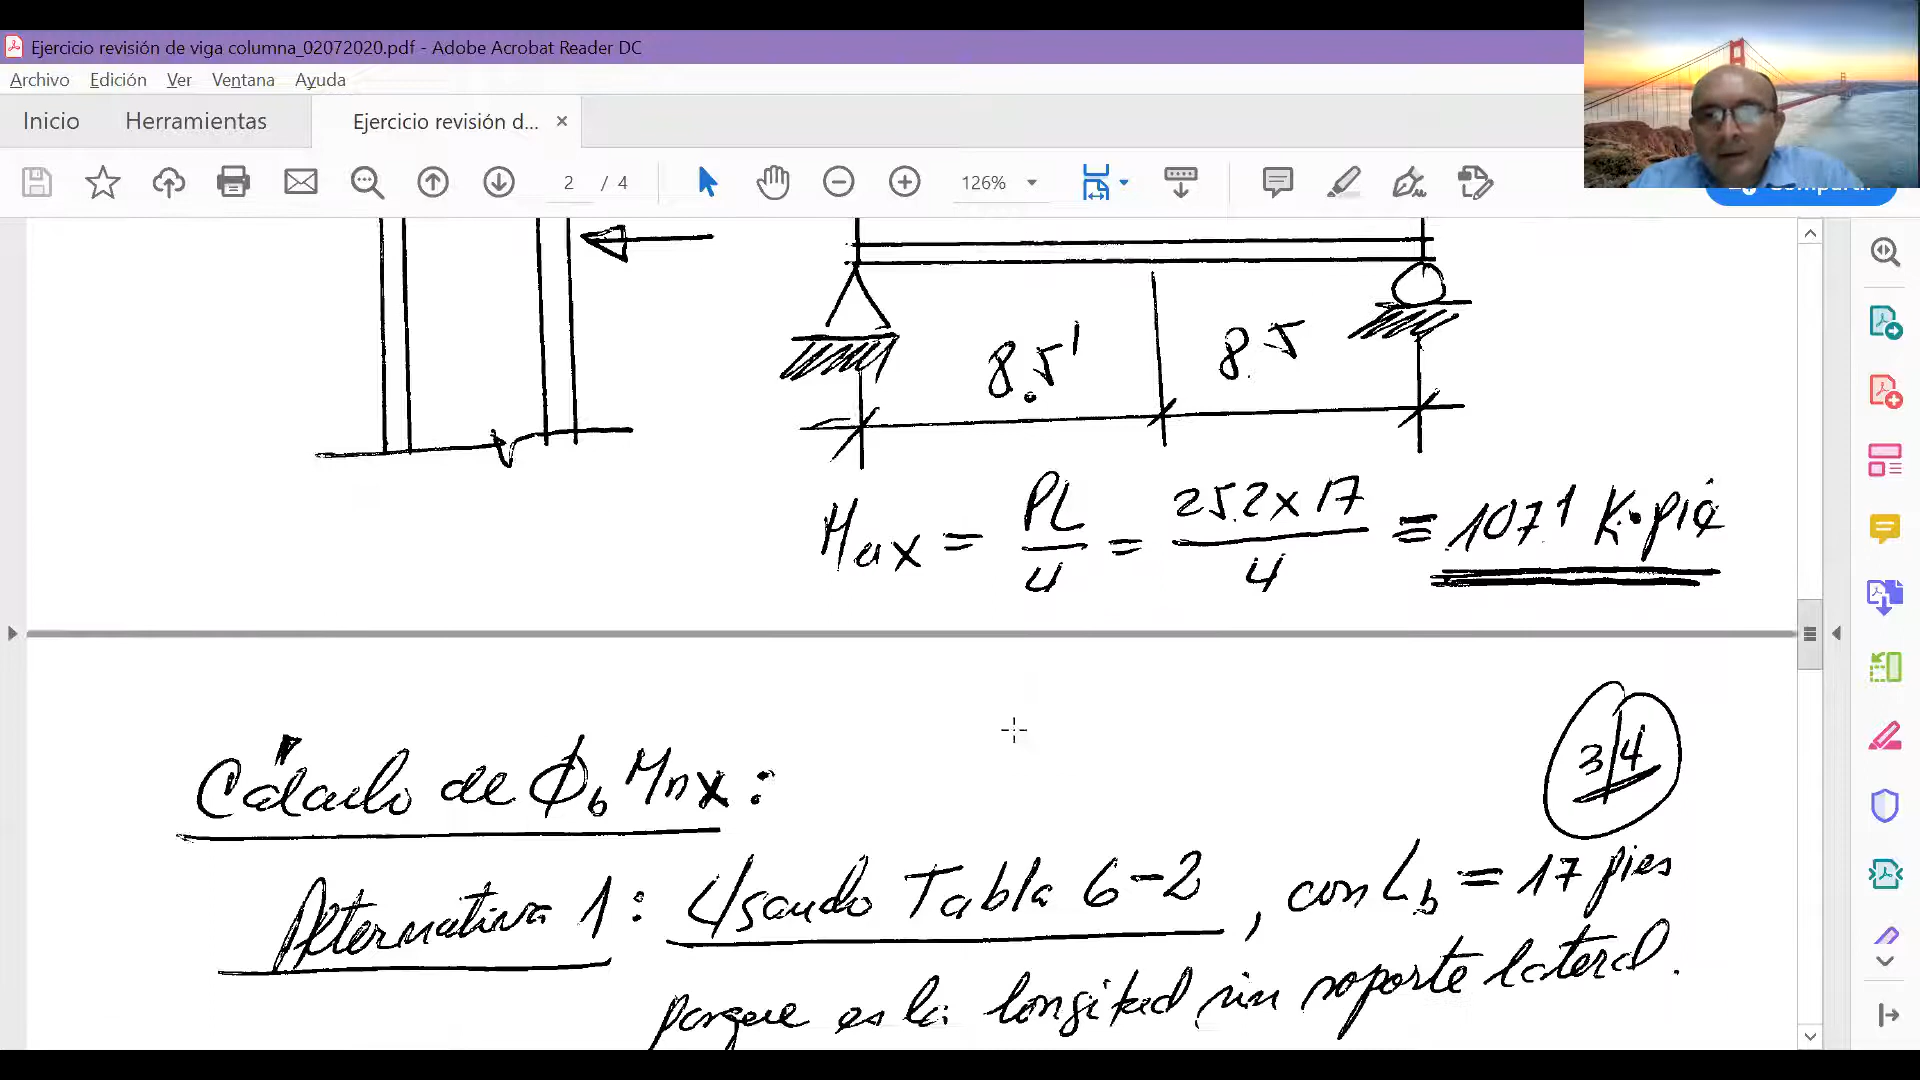 Ejercicio revisión de viga columna_02072020.pdf - Adobe Acrobat Reader DC
Archivo Edición Ver Ventana Ayuda
Inicio Herramientas Ejercicio revisión d... ×
2 / 4 126%
8.5' 8.5
Max = PL/4 = 25.2x17/4 = 107.1 K·pie
3/4
Cálculo de Φb Mnx:
Alternativa 1: Usando Tabla 6-2, con Lb = 17 pies
porque es la longitud sin soporte lateral.